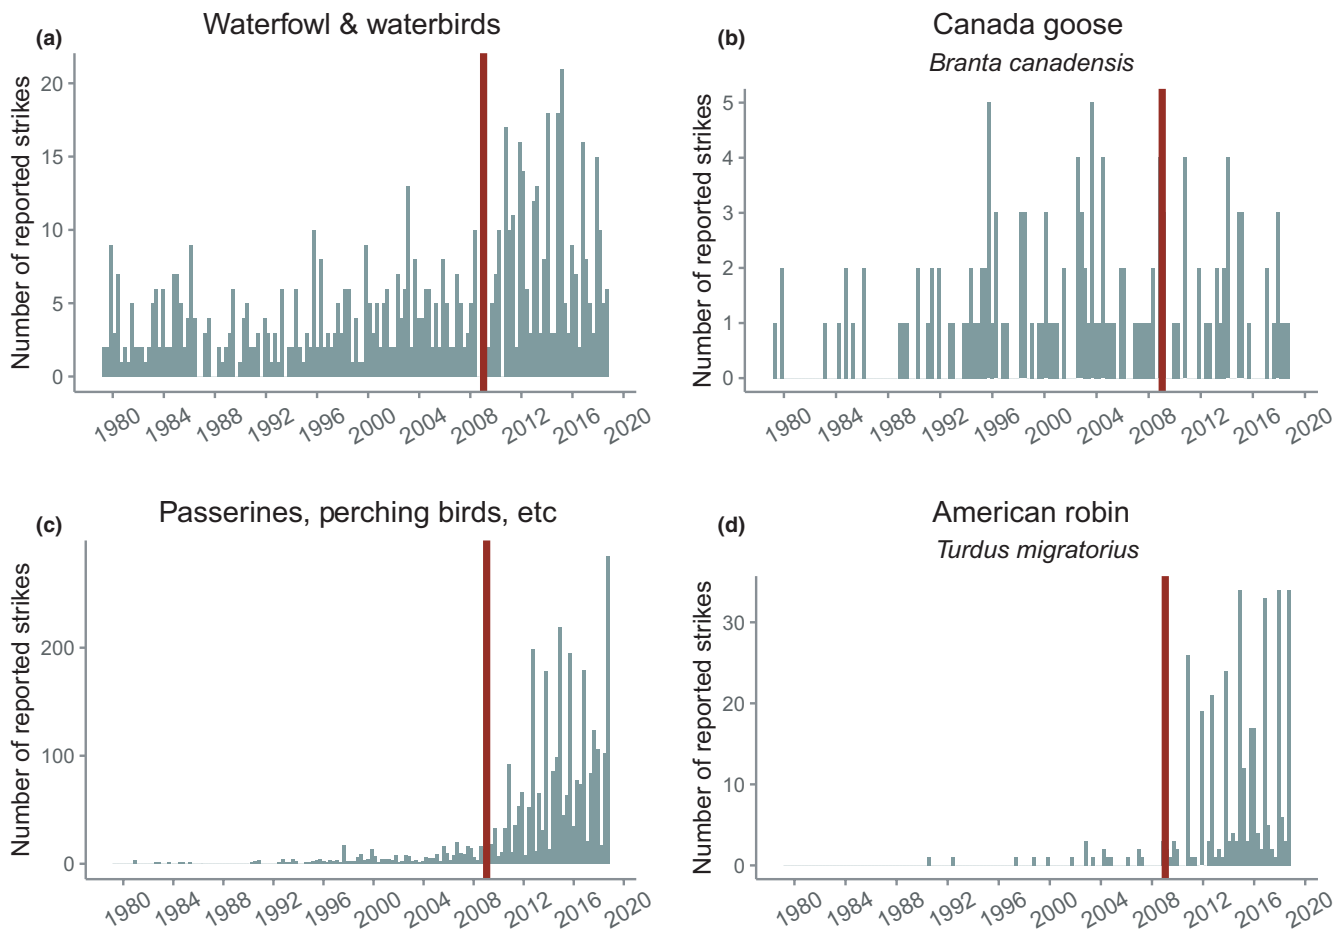 (a)
Waterfowl & waterbirds
Number of reported strikes
20
15
10
5
0
1980 1984 1988 1992 1996 2000 2004 2008 2012 2016 2020
(b)
Canada goose
Branta canadensis
Number of reported strikes
5
4
3
2
1
0
1980 1984 1988 1992 1996 2000 2004 2008 2012 2016 2020
(c)
Passerines, perching birds, etc
Number of reported strikes
200
100
0
1980 1984 1988 1992 1996 2000 2004 2008 2012 2016 2020
(d)
American robin
Turdus migratorius
Number of reported strikes
30
20
10
0
1980 1984 1988 1992 1996 2000 2004 2008 2012 2016 2020